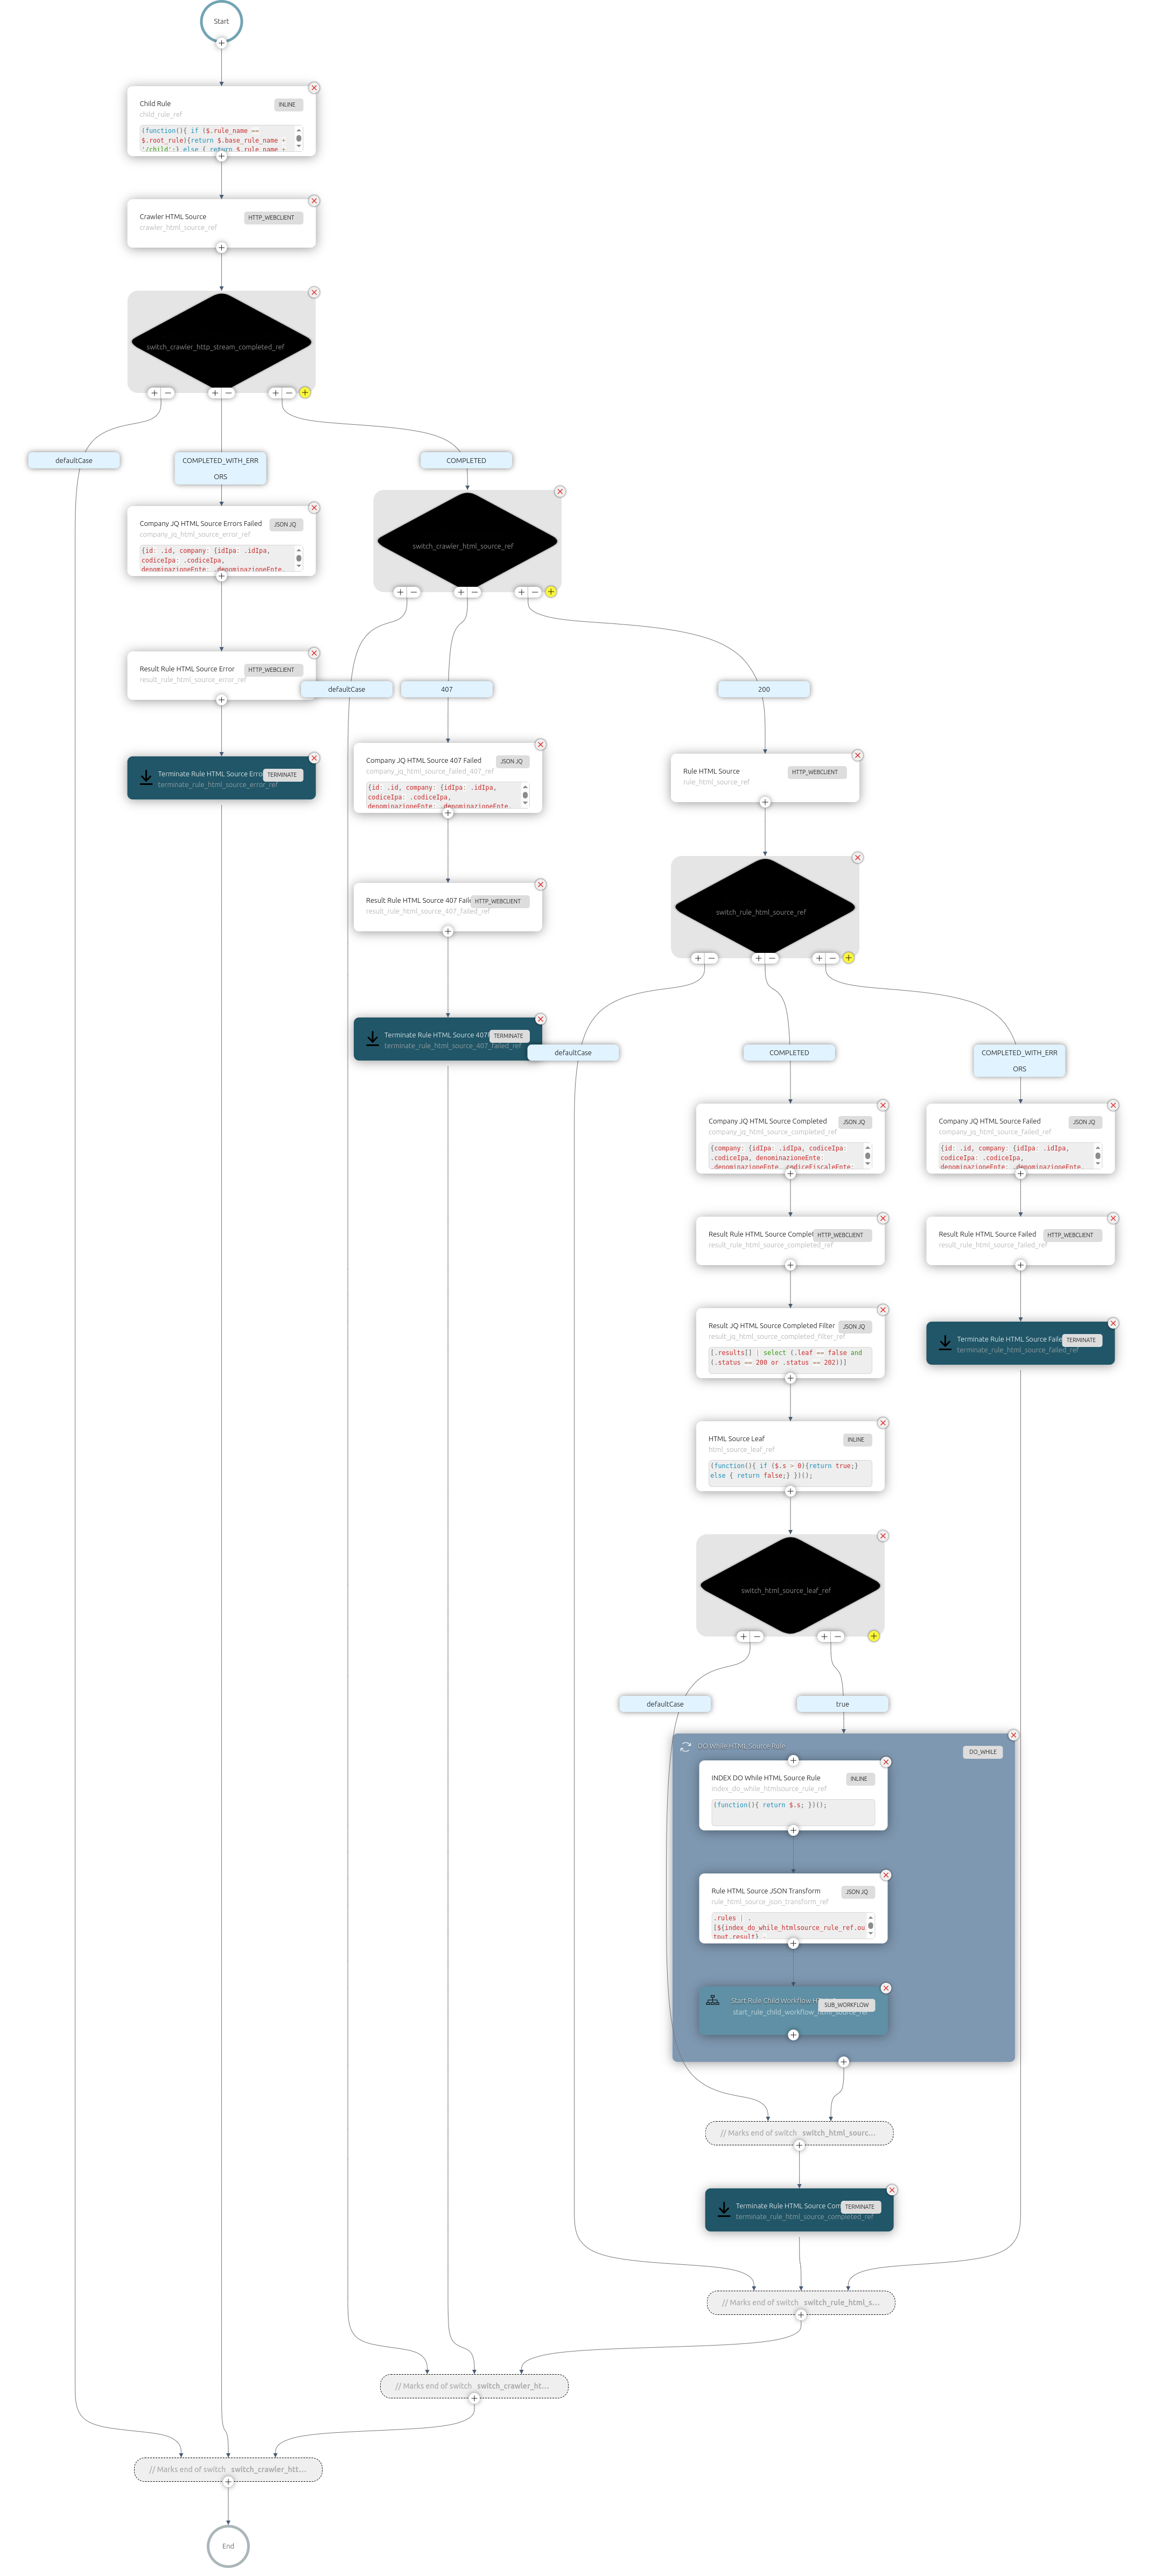 Start
Child Rule
INLINE
child_rule_ref
(function(){ if ($.rule_name ==
$.root_rule){return $.base_rule_name +
'/child';} else { return $.rule_name +
Crawler HTML Source
HTTP_WEBCLIENT
crawler_html_source_ref
switch_crawler_http_stream_completed_ref
defaultCase
COMPLETED_WITH_ERR
ORS
COMPLETED
Company JQ HTML Source Errors Failed
JSON JQ
company_jq_html_source_error_ref
{id: .id, company: {idIpa: .idIpa,
codiceIpa: .codiceIpa,
denominazioneEnte: .denominazioneEnte,
switch_crawler_html_source_ref
Result Rule HTML Source Error
HTTP_WEBCLIENT
result_rule_html_source_error_ref
defaultCase
407
200
Terminate Rule HTML Source Erro
TERMINATE
terminate_rule_html_source_error_ref
Company JQ HTML Source 407 Failed
JSON JQ
company_jq_html_source_failed_407_ref
{id: .id, company: {idIpa: .idIpa,
codiceIpa: .codiceIpa,
denominazioneEnte: .denominazioneEnte,
Rule HTML Source
HTTP_WEBCLIENT
rule_html_source_ref
Result Rule HTML Source 407 Faile
HTTP_WEBCLIENT
result_rule_html_source_407_failed_ref
switch_rule_html_source_ref
Terminate Rule HTML Source 407
TERMINATE
terminate_rule_html_source_407_failed_ref
defaultCase
COMPLETED
COMPLETED_WITH_ERR
ORS
Company JQ HTML Source Completed
JSON JQ
company_jq_html_source_completed_ref
{company: {idIpa: .idIpa, codiceIpa:
.codiceIpa, denominazioneEnte:
.denominazioneEnte, codiceFiscaleEnte:
Company JQ HTML Source Failed
JSON JQ
company_jq_html_source_failed_ref
{id: .id, company: {idIpa: .idIpa,
codiceIpa: .codiceIpa,
denominazioneEnte: .denominazioneEnte,
Result Rule HTML Source Complet
HTTP_WEBCLIENT
result_rule_html_source_completed_ref
Result Rule HTML Source Failed
HTTP_WEBCLIENT
result_rule_html_source_failed_ref
Result JQ HTML Source Completed Filter
JSON JQ
result_jq_html_source_completed_filter_ref
[.results[] | select (.leaf == false and
(.status == 200 or .status == 202))]
Terminate Rule HTML Source Faile
TERMINATE
terminate_rule_html_source_failed_ref
HTML Source Leaf
INLINE
html_source_leaf_ref
(function(){ if ($.s > 0){return true;}
else { return false;} })();
switch_html_source_leaf_ref
defaultCase
true
DO While HTML Source Rule
DO_WHILE
INDEX DO While HTML Source Rule
INLINE
index_do_while_htmlsource_rule_ref
(function(){ return $.s; })();
Rule HTML Source JSON Transform
JSON JQ
rule_html_source_json_transform_ref
.rules | .
[${index_do_while_htmlsource_rule_ref.ou
tput.result}
Start Rule Child Workflow H
SUB_WORKFLOW
start_rule_child_workflow_html_source_ref
// Marks end of switch switch_html_sourc...
Terminate Rule HTML Source Com
TERMINATE
terminate_rule_html_source_completed_ref
// Marks end of switch switch_rule_html_s...
// Marks end of switch switch_crawler_ht...
// Marks end of switch switch_crawler_htt...
End